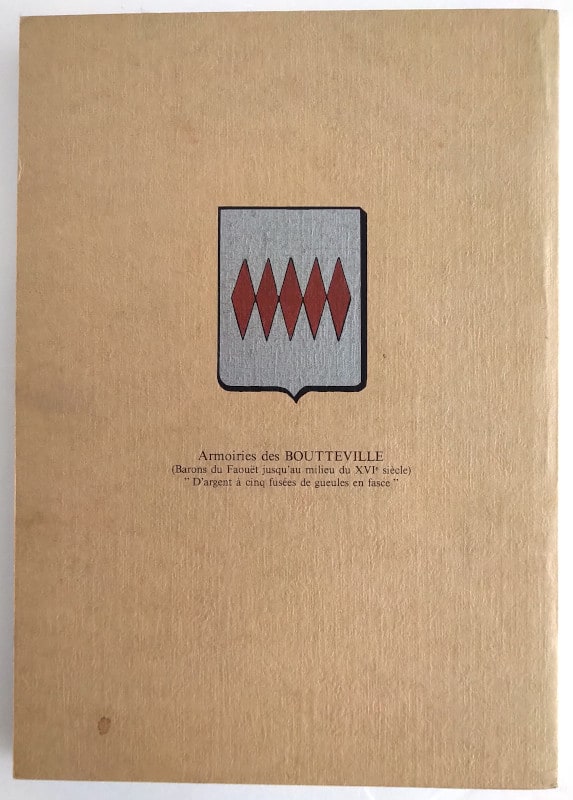 Armoiries des BOUTTEVILLE
(Barons du Faouët jusqu'au milieu du XVIᵉ siècle)
" D'argent à cinq fusées de gueules en fasce "